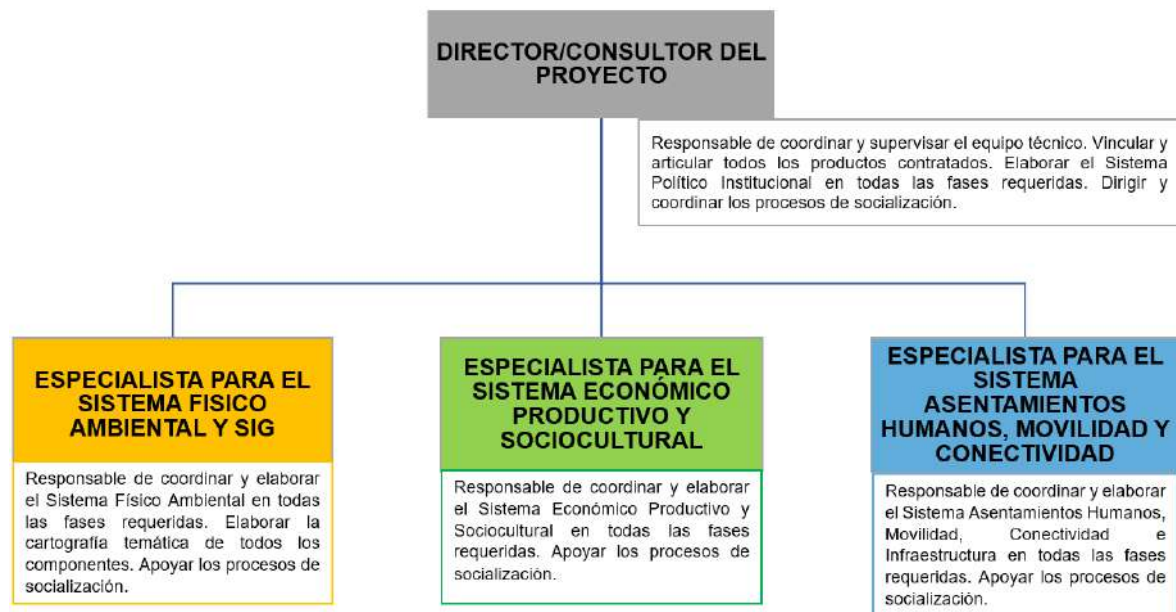 DIRECTOR/CONSULTOR DEL
PROYECTO
Responsable de coordinar y supervisar el equipo técnico. Vincular y
articular todos los productos contratados. Elaborar el Sistema
Político Institucional en todas las fases requeridas. Dirigir y
coordinar los procesos de socialización.
ESPECIALISTA PARA EL
SISTEMA FISICO
AMBIENTAL Y SIG
Responsable de coordinar y elaborar
el Sistema Físico Ambiental en todas
las fases requeridas. Elaborar la
cartografía temática de todos los
componentes. Apoyar los procesos de
socialización.
ESPECIALISTA PARA EL
SISTEMA ECONÓMICO
PRODUCTIVO Y
SOCIOCULTURAL
Responsable de coordinar y elaborar
el Sistema Económico Productivo y
Sociocultural en todas las fases
requeridas. Apoyar los procesos de
socialización.
ESPECIALISTA PARA EL
SISTEMA
ASENTAMIENTOS
HUMANOS, MOVILIDAD Y
CONECTIVIDAD
Responsable de coordinar y elaborar
el Sistema Asentamientos Humanos,
Movilidad, Conectividad e
Infraestructura en todas las fases
requeridas. Apoyar los procesos de
socialización.